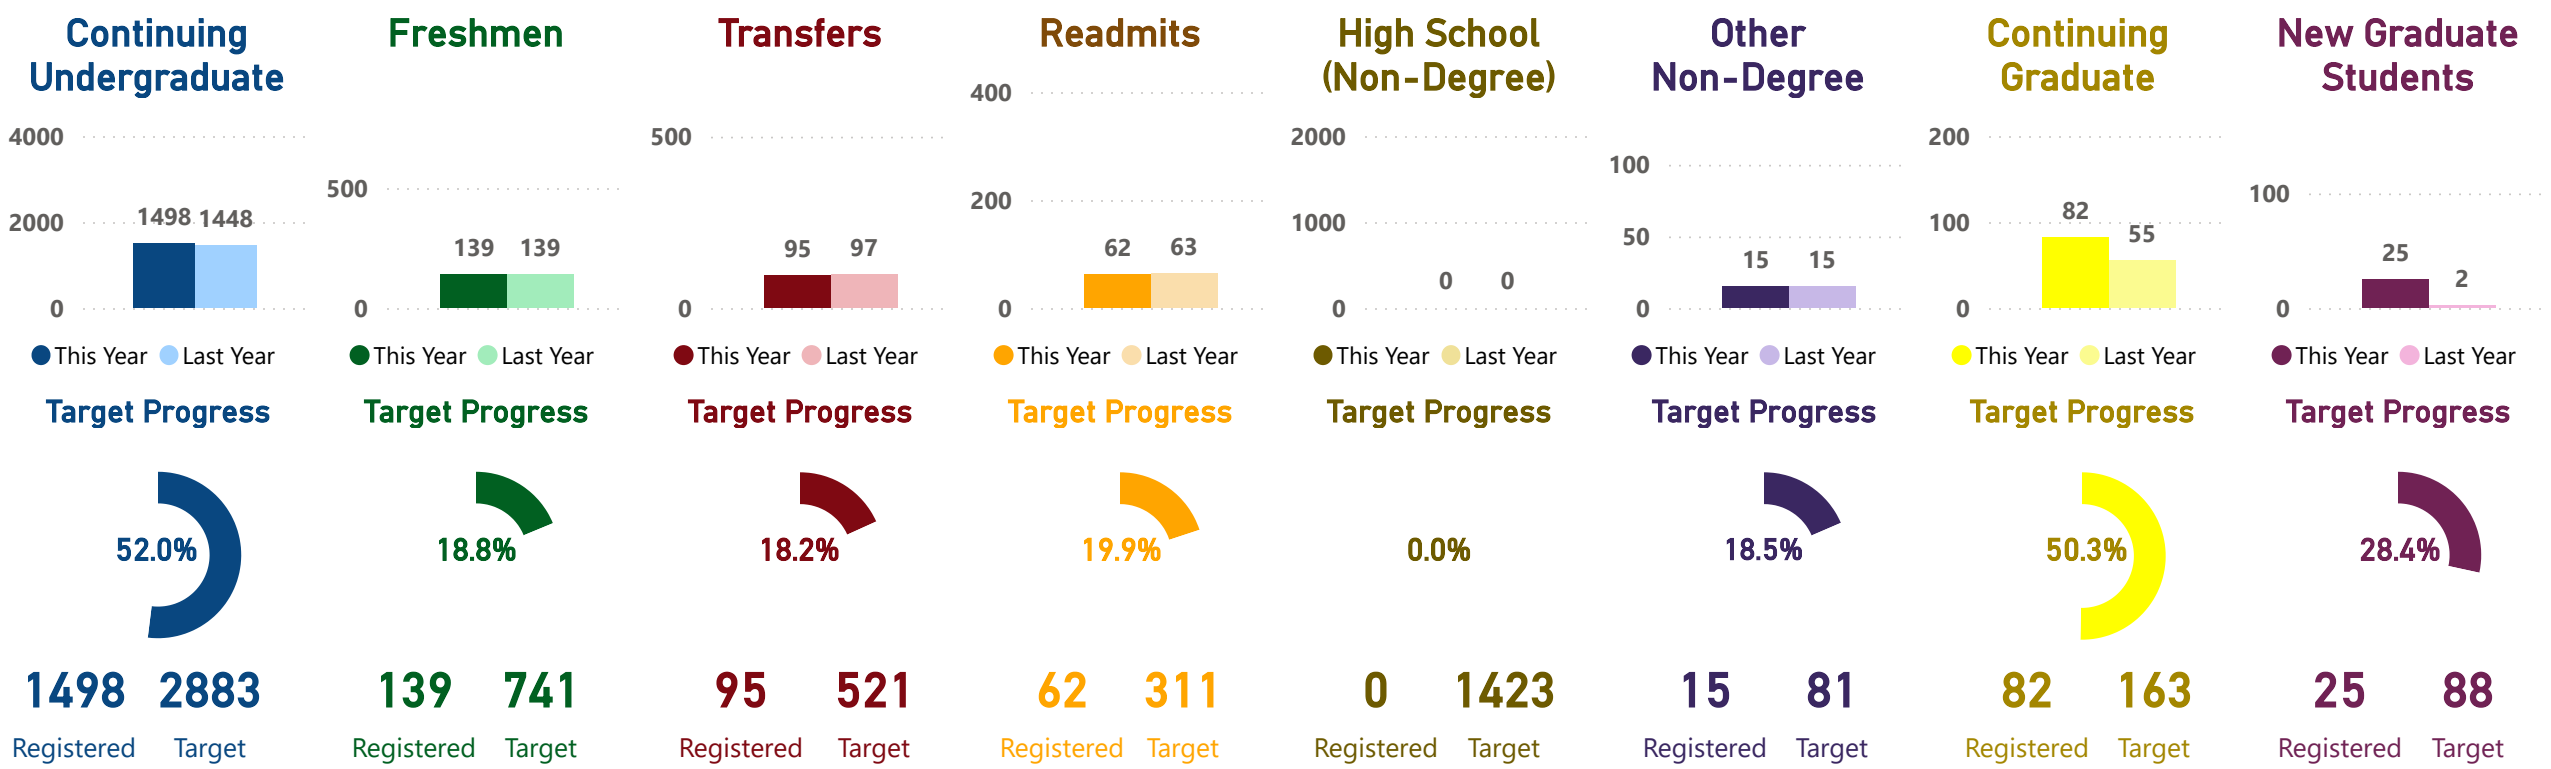 Continuing
Undergraduate
4000
2000
0
1498 1448
This Year Last Year
Target Progress
52.0%
1498 2883
Registered Target
Freshmen
500
0
139 139
This Year Last Year
Target Progress
18.8%
139 741
Registered Target
Transfers
500
0
95 97
This Year Last Year
Target Progress
18.2%
95 521
Registered Target
Readmits
400
200
0
62 63
This Year Last Year
Target Progress
19.9%
62 311
Registered Target
High School
(Non-Degree)
2000
1000
0
0 0
This Year Last Year
Target Progress
0.0%
0 1423
Registered Target
Other
Non-Degree
100
50
0
15 15
This Year Last Year
Target Progress
18.5%
15 81
Registered Target
Continuing
Graduate
200
100
0
82 55
This Year Last Year
Target Progress
50.3%
82 163
Registered Target
New Graduate
Students
100
0
25 2
This Year Last Year
Target Progress
28.4%
25 88
Registered Target